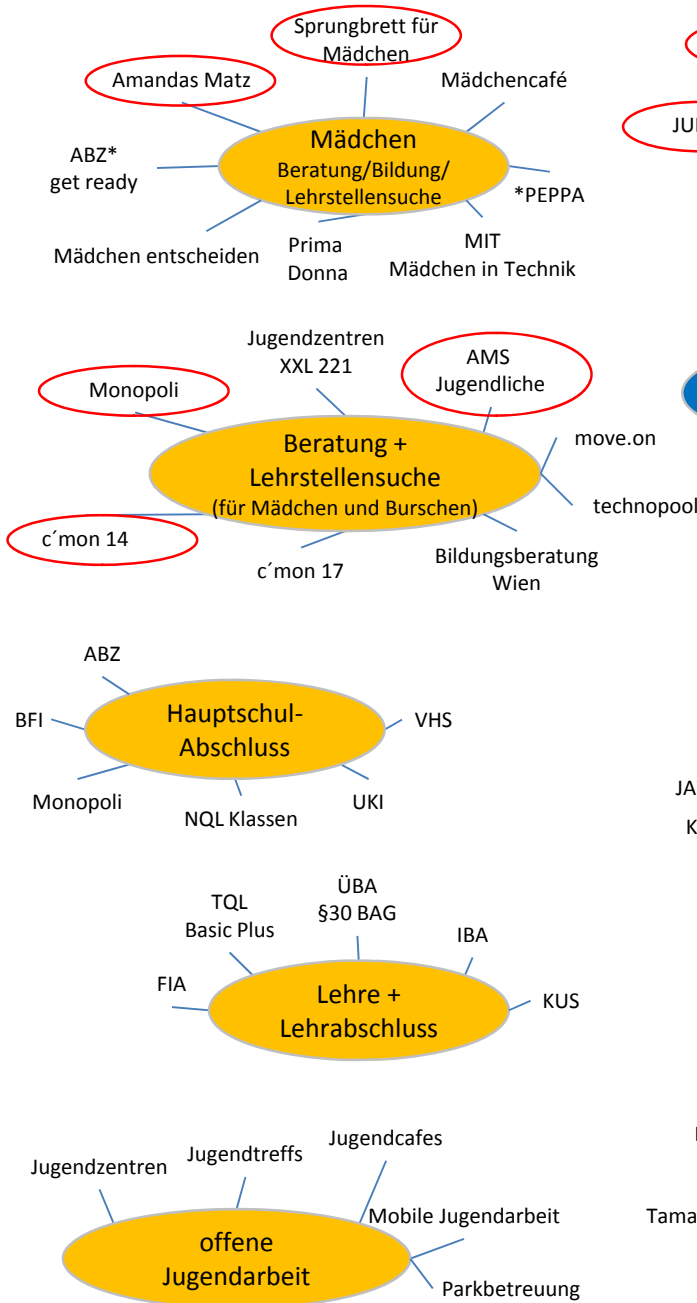 Sprungbrett für
Mädchen
Amandas Matz
Mädchencafé
JU
Mädchen
Beratung/Bildung/
Lehrstellensuche
ABZ*
get ready
*PEPPA
Mädchen entscheiden
Prima
Donna
MIT
Mädchen in Technik
Jugendzentren
XXL 221
AMS
Jugendliche
Monopoli
Beratung +
Lehrstellensuche
(für Mädchen und Burschen)
move.on
technopool
c´mon 14
c´mon 17
Bildungsberatung
Wien
ABZ
BFI
Hauptschul-
Abschluss
VHS
Monopoli
NQL Klassen
UKI
JA
K
TQL
Basic Plus
ÜBA
§30 BAG
IBA
FIA
Lehre +
Lehrabschluss
KUS
Jugendzentren
Jugendtreffs
Jugendcafes
Mobile Jugendarbeit
Tama
offene
Jugendarbeit
Parkbetreuung